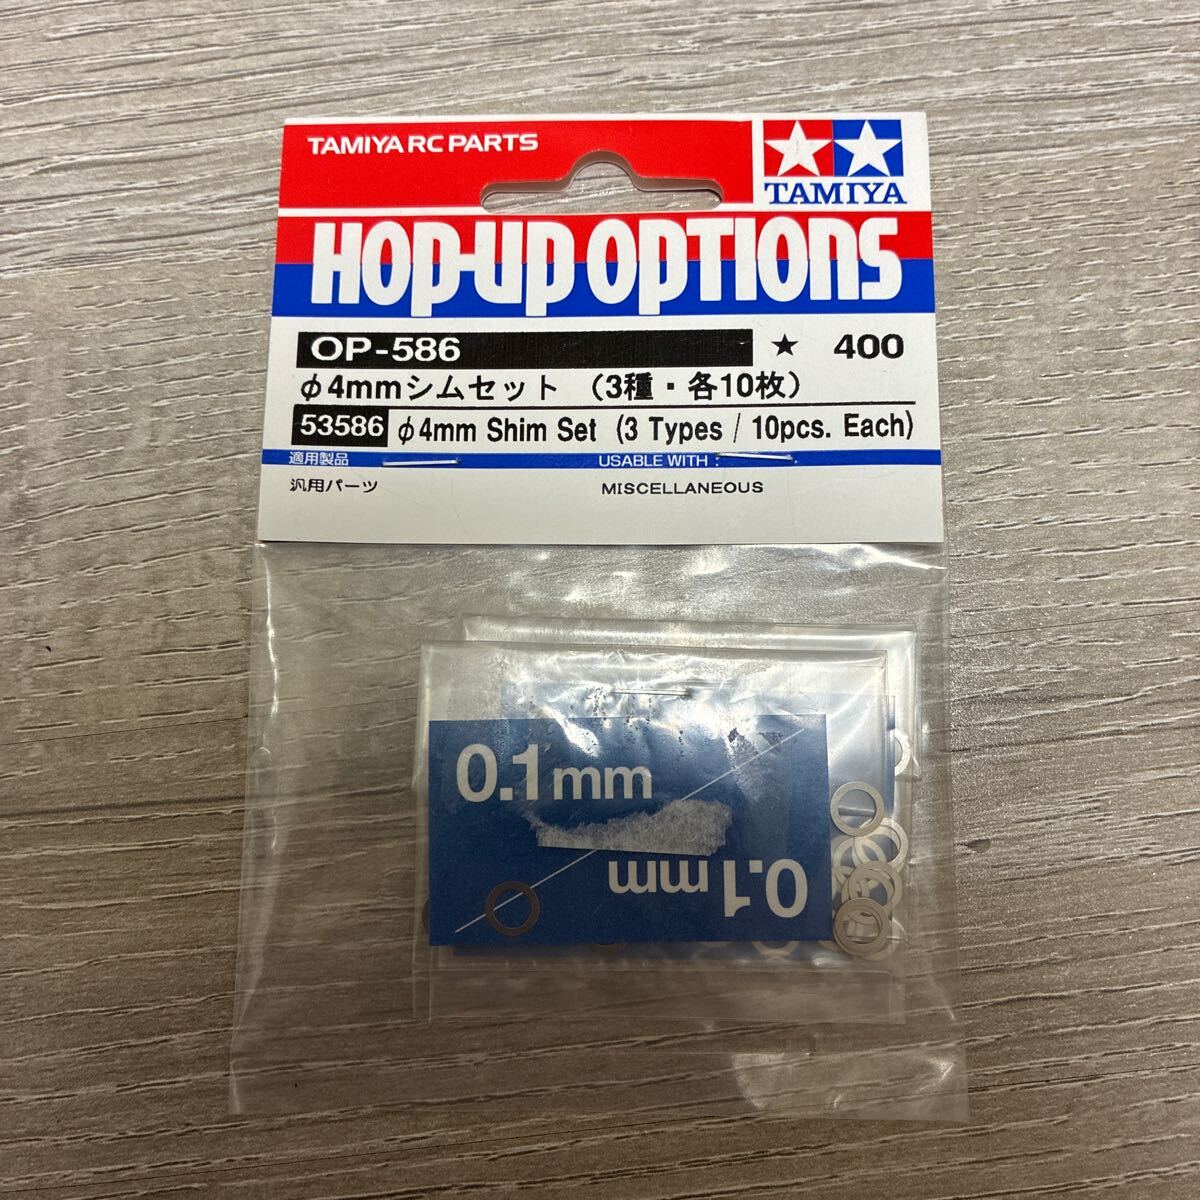 TAMIYA RC PARTS
TAMIYA
HOP-UP OPTIONS
OP-586 ★ 400
φ4mmシムセット (3種・各10枚)
53586 φ4mm Shim Set (3 Types / 10pcs. Each)
適用製品 USABLE WITH :
汎用パーツ MISCELLANEOUS
0.1mm
0.1mm